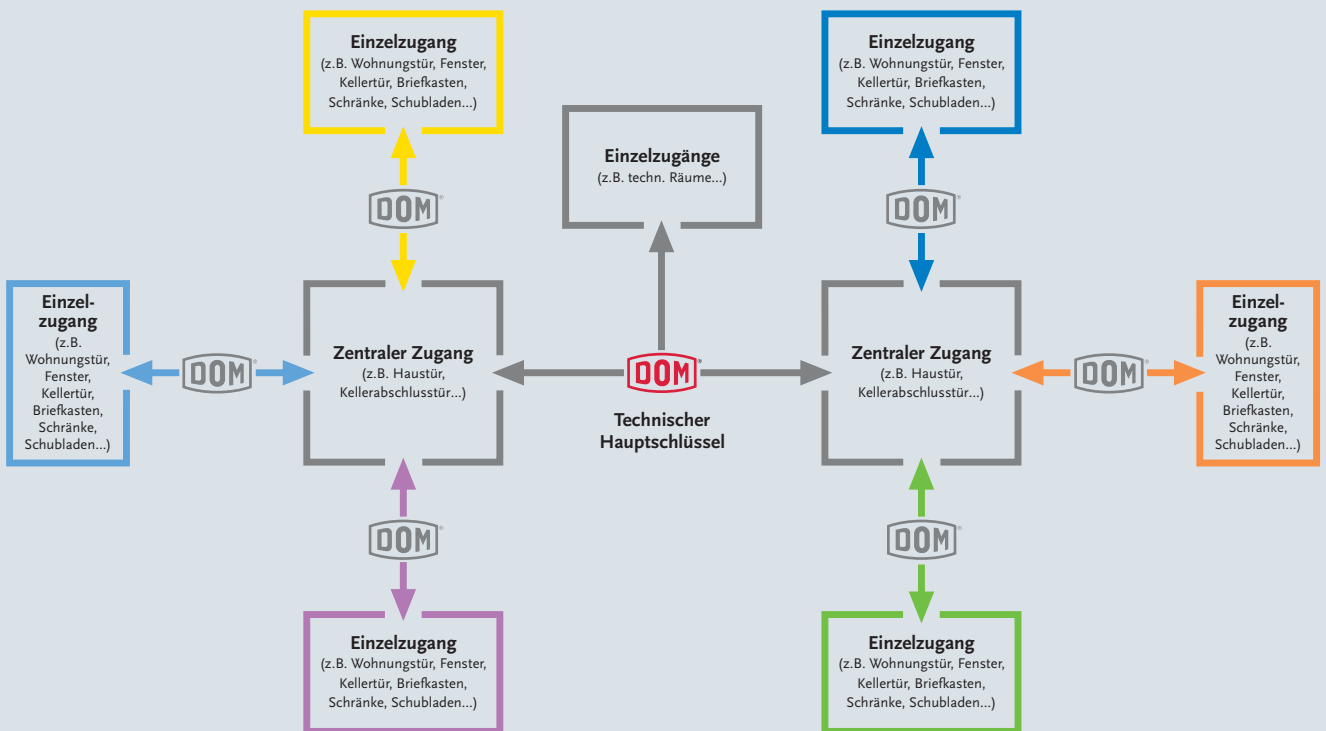 Einzelzugang
(z.B. Wohnungstür, Fenster,
Kellertür, Briefkasten,
Schränke, Schubladen...)
DOM®
Einzelzugänge
(z.B. techn. Räume...)
Einzelzugang
(z.B. Wohnungstür, Fenster,
Kellertür, Briefkasten,
Schränke, Schubladen...)
DOM®
Einzel-
zugang
(z.B.
Wohnungstür,
Fenster,
Kellertür,
Briefkasten,
Schränke,
Schubladen...)
DOM®
Zentraler Zugang
(z.B. Haustür,
Kellerabschlusstür...)
DOM®
Technischer
Hauptschlüssel
Zentraler Zugang
(z.B. Haustür,
Kellerabschlusstür...)
DOM®
Einzel-
zugang
(z.B.
Wohnungstür,
Fenster,
Kellertür,
Briefkasten,
Schränke,
Schubladen...)
DOM®
Einzelzugang
(z.B. Wohnungstür, Fenster,
Kellertür, Briefkasten,
Schränke, Schubladen...)
DOM®
Einzelzugang
(z.B. Wohnungstür, Fenster,
Kellertür, Briefkasten,
Schränke, Schubladen...)